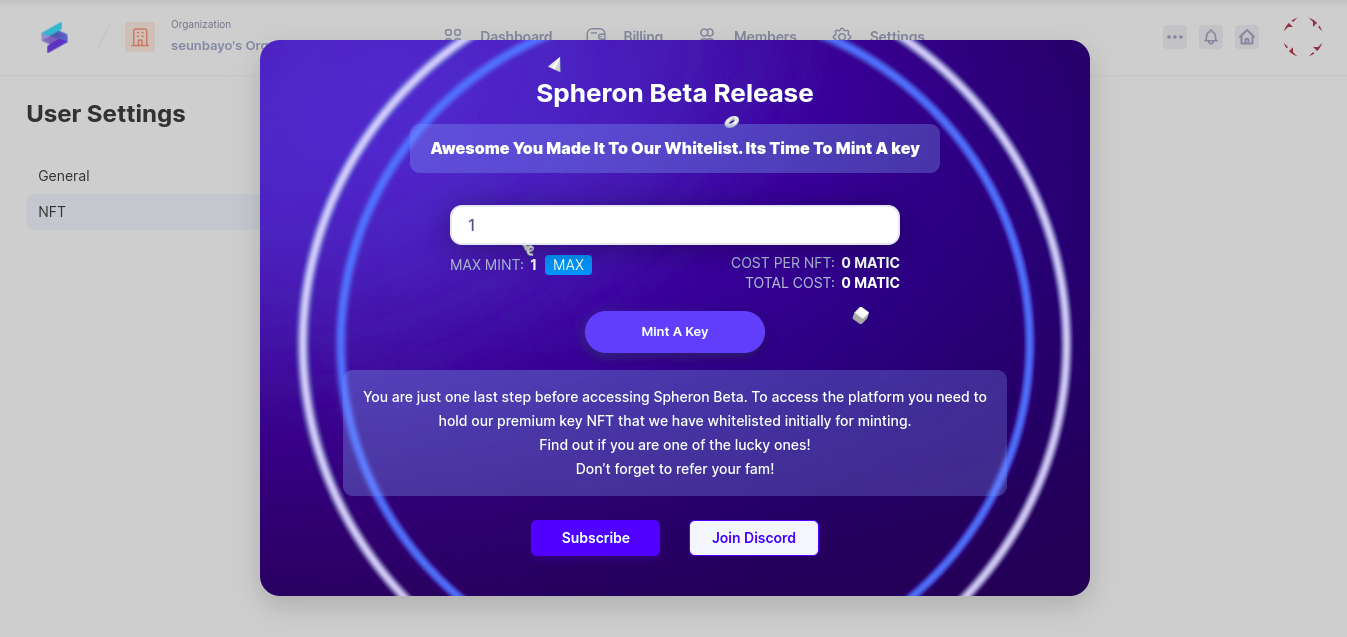 Organization
seunbayo's Org
Dashboard
Billing
Members
Settings
User Settings
General
NFT
Spheron Beta Release
Awesome You Made It To Our Whitelist. Its Time To Mint A key
1
MAX MINT: 1 MAX
COST PER NFT: 0 MATIC
TOTAL COST: 0 MATIC
Mint A Key
You are just one last step before accessing Spheron Beta. To access the platform you need to
hold our premium key NFT that we have whitelisted initially for minting.
Find out if you are one of the lucky ones!
Don’t forget to refer your fam!
Subscribe
Join Discord